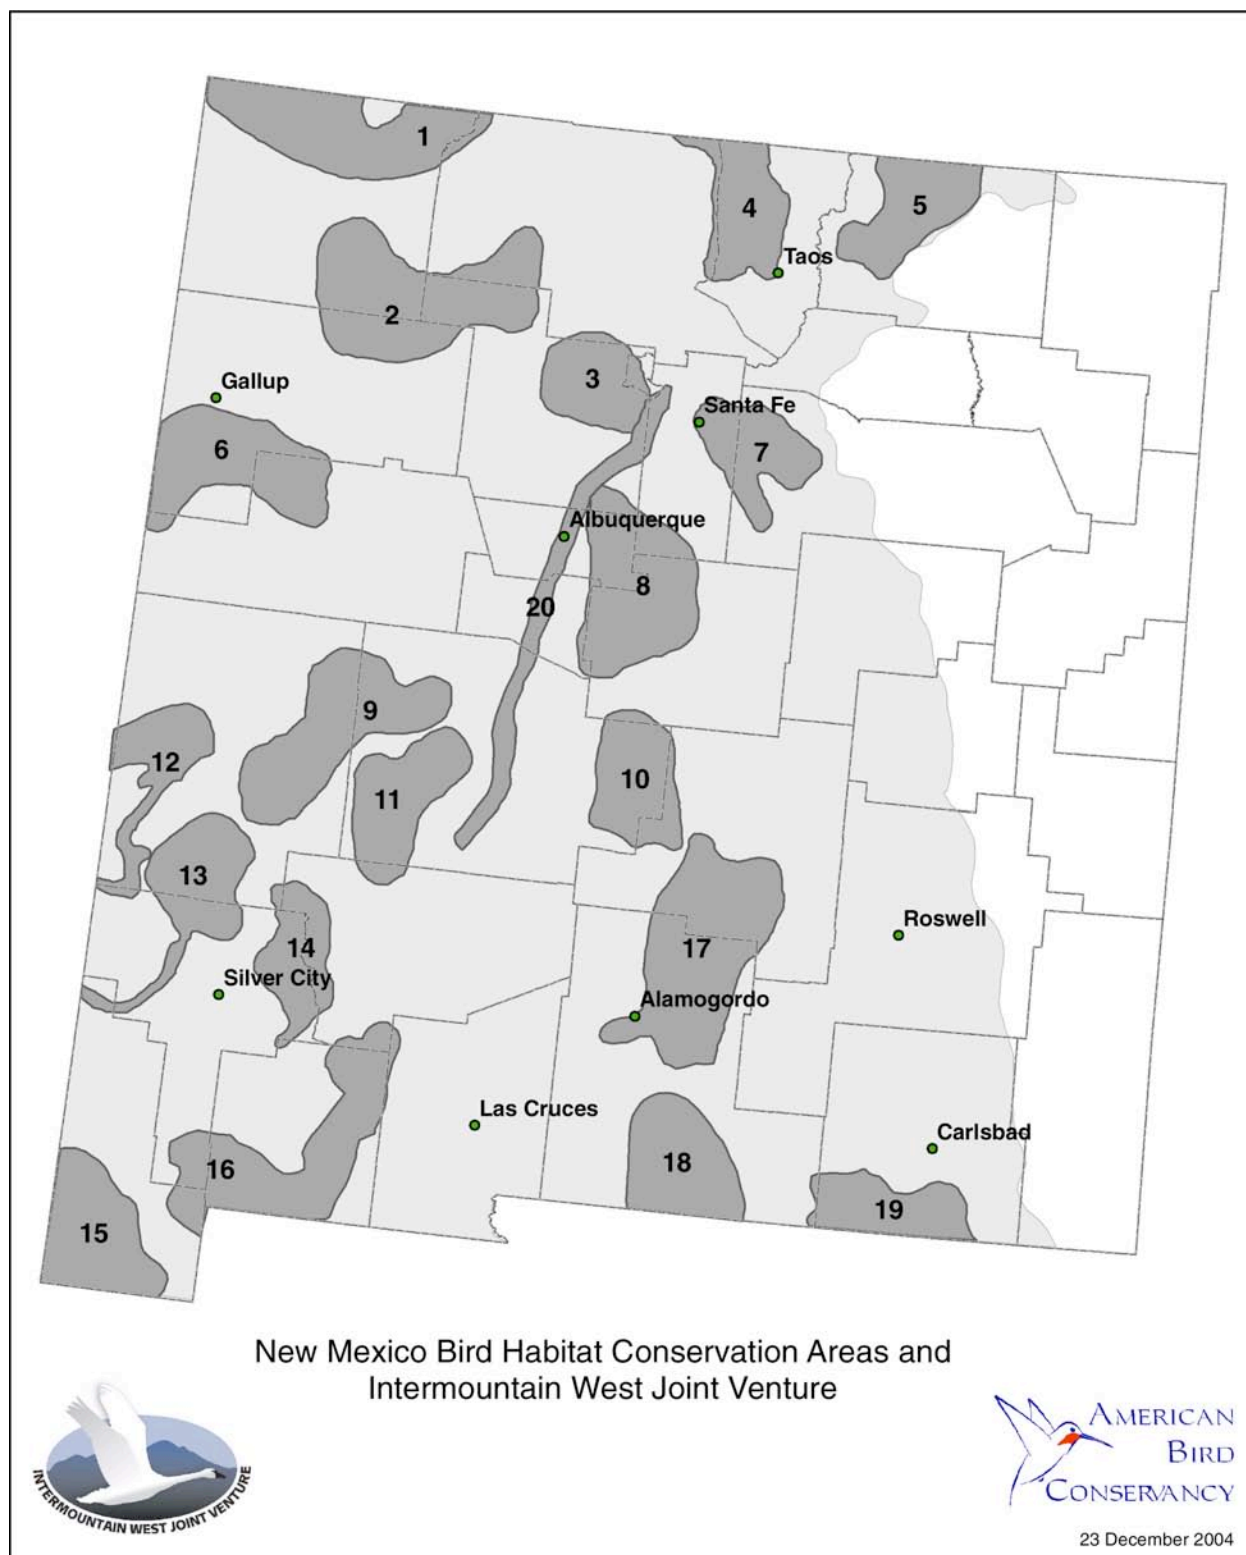 1
4
5
Taos
2
3
Gallup
Santa Fe
6
7
Albuquerque
8
20
9
12
10
11
13
Roswell
14
17
Silver City
Alamogordo
Las Cruces
Carlsbad
16
18
19
15
New Mexico Bird Habitat Conservation Areas and
Intermountain West Joint Venture
INTERMOUNTAIN WEST JOINT VENTURE
AMERICAN
BIRD
CONSERVANCY
23 December 2004